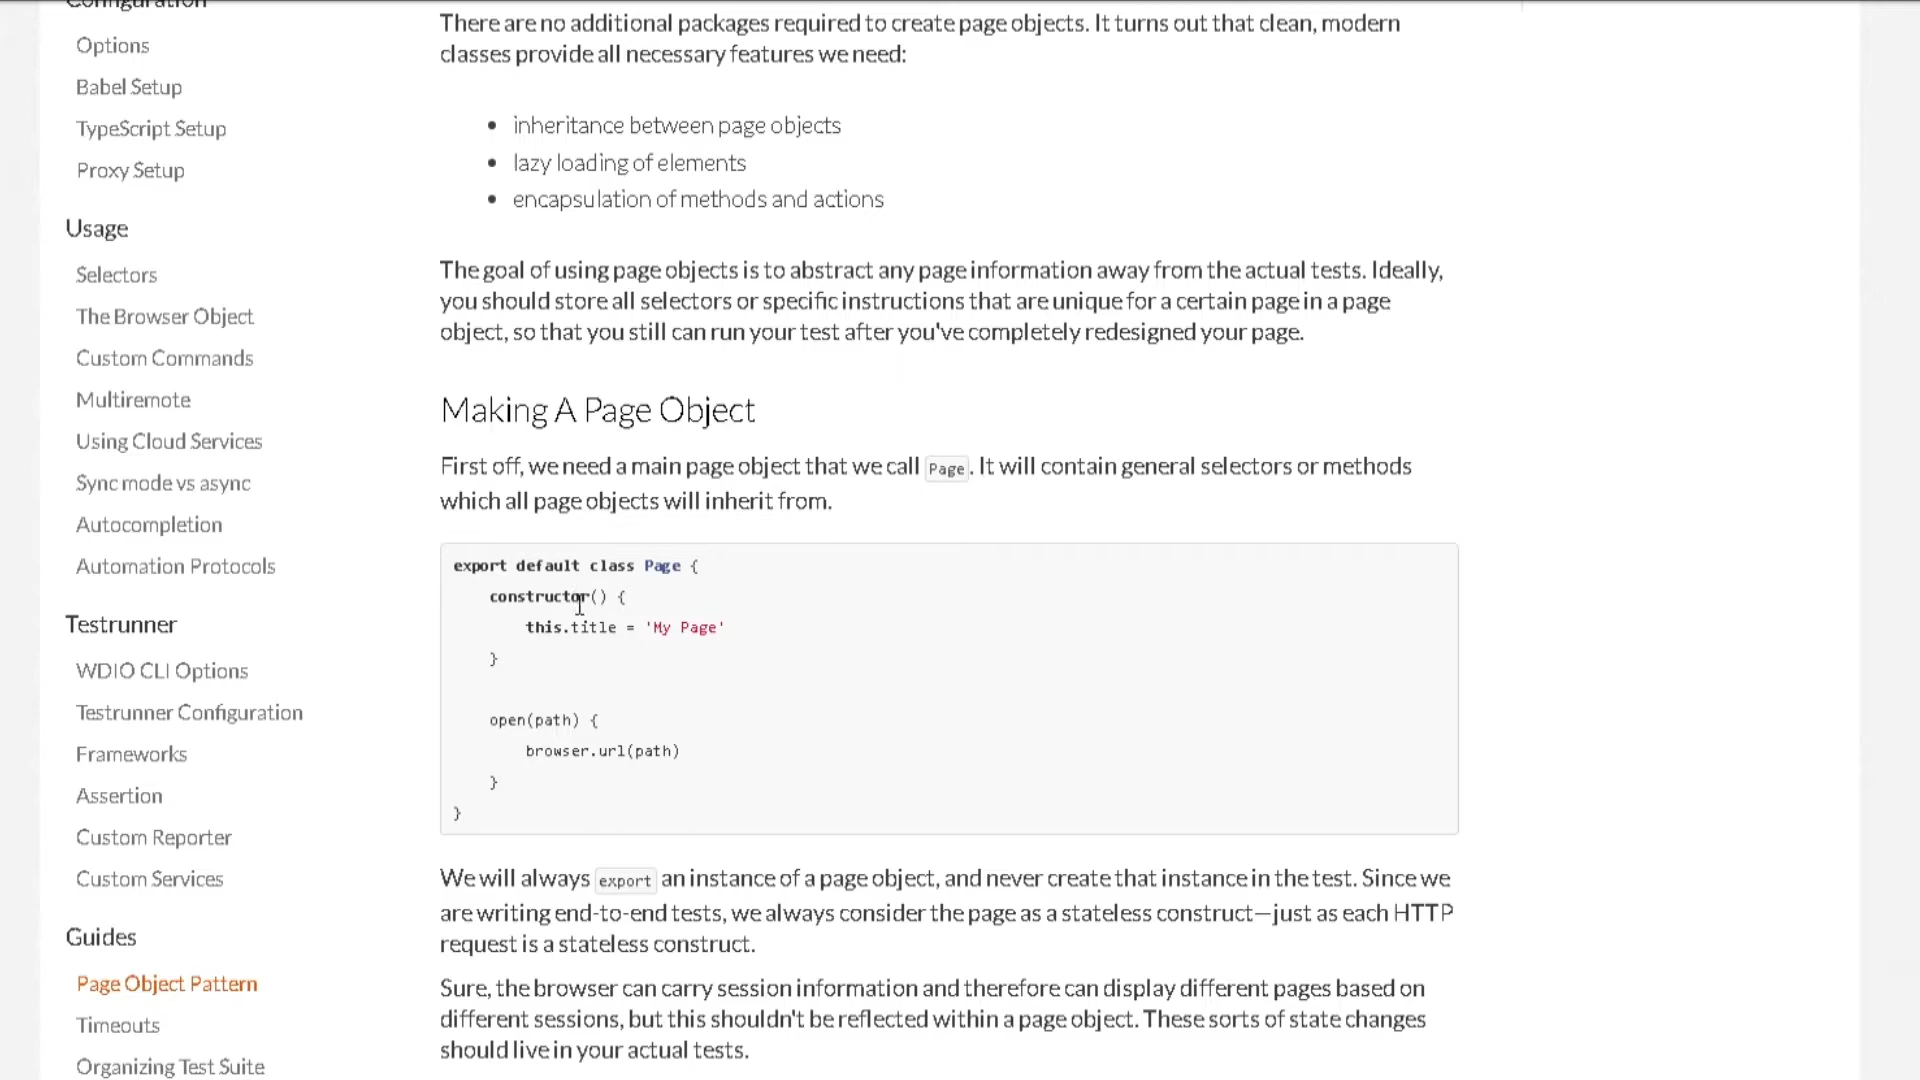 Configuration
Options
Babel Setup
TypeScript Setup
Proxy Setup
Usage
Selectors
The Browser Object
Custom Commands
Multiremote
Using Cloud Services
Sync mode vs async
Autocompletion
Automation Protocols
Testrunner
WDIO CLI Options
Testrunner Configuration
Frameworks
Assertion
Custom Reporter
Custom Services
Guides
Page Object Pattern
Timeouts
Organizing Test Suite
There are no additional packages required to create page objects. It turns out that clean, modern
classes provide all necessary features we need:
• inheritance between page objects
• lazy loading of elements
• encapsulation of methods and actions
The goal of using page objects is to abstract any page information away from the actual tests. Ideally,
you should store all selectors or specific instructions that are unique for a certain page in a page
object, so that you still can run your test after you've completely redesigned your page.
Making A Page Object
First off, we need a main page object that we call Page. It will contain general selectors or methods
which all page objects will inherit from.
export default class Page {
constructor() {
this.title = 'My Page'
}
open(path) {
browser.url(path)
}
}
We will always export an instance of a page object, and never create that instance in the test. Since we
are writing end-to-end tests, we always consider the page as a stateless construct—just as each HTTP
request is a stateless construct.
Sure, the browser can carry session information and therefore can display different pages based on
different sessions, but this shouldn't be reflected within a page object. These sorts of state changes
should live in your actual tests.